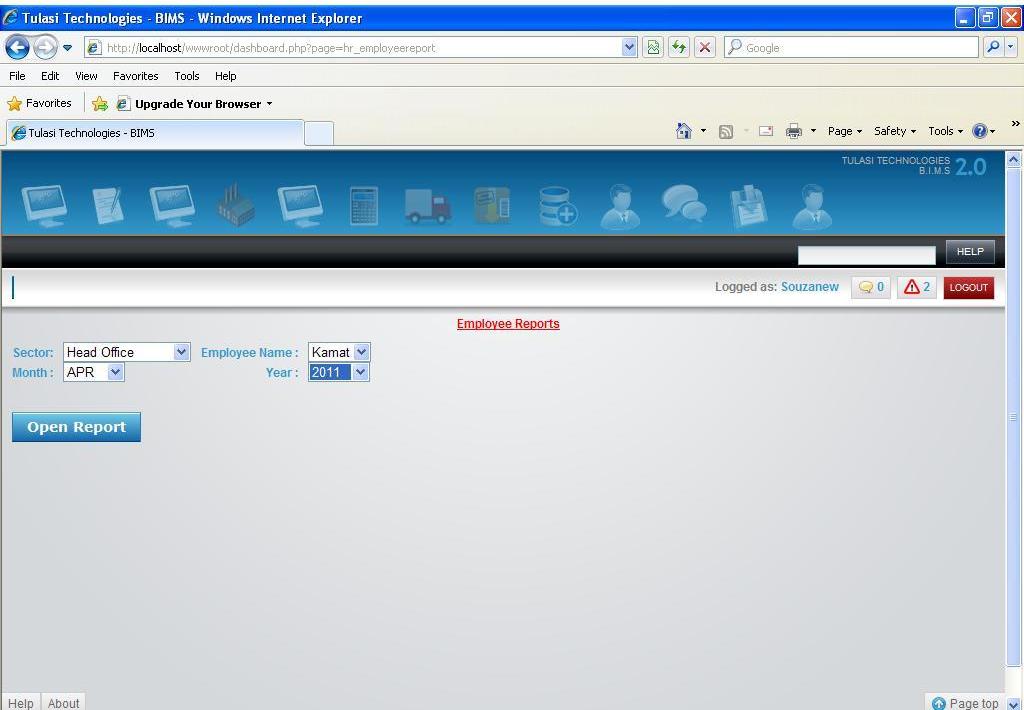 Tulasi Technologies - BIMS - Windows Internet Explorer
http://localhost/wwwroot/dashboard.php?page=hr_employeereport
Google
File Edit View Favorites Tools Help
Favorites Upgrade Your Browser
Tulasi Technologies - BIMS
Page Safety Tools
TULASI TECHNOLOGIES
B.I.M.S 2.0
HELP
Logged as: Souzanew 0 2 LOGOUT
Employee Reports
Sector: Head Office Employee Name : Kamat
Month : APR Year : 2011
Open Report
Help About Page top